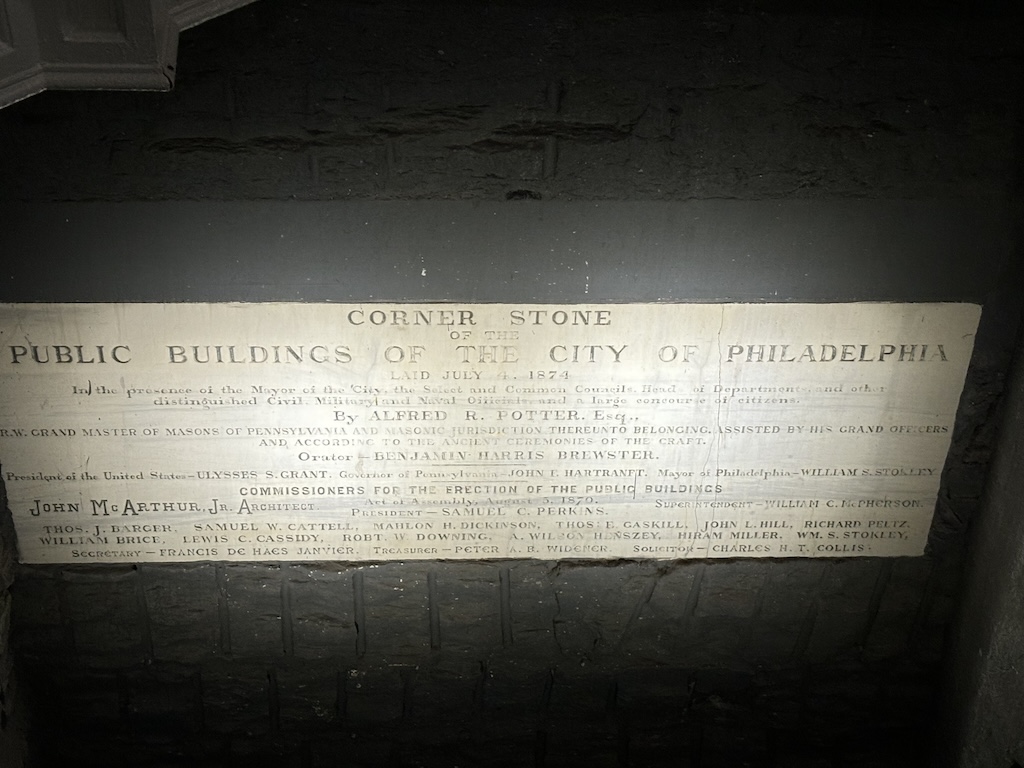 CORNER STONE
OF THE
PUBLIC BUILDINGS OF THE CITY OF PHILADELPHIA
LAID JULY 4, 1874
In the presence of the Mayor of the City, the Select and Common Councils, Heads of Departments, and other
distinguished Civil, Military and Naval Officials, and a large concourse of citizens.
By ALFRED R. POTTER, Esq.,
R.W. GRAND MASTER OF MASONS OF PENNSYLVANIA AND MASONIC JURISDICTION THEREUNTO BELONGING, ASSISTED BY HIS GRAND OFFICERS
AND ACCORDING TO THE ANCIENT CEREMONIES OF THE CRAFT.
Orator — BENJAMIN HARRIS BREWSTER.
President of the United States — ULYSSES S. GRANT. Governor of Pennsylvania — JOHN F. HARTRANFT. Mayor of Philadelphia — WILLIAM S. STOKLEY
COMMISSIONERS FOR THE ERECTION OF THE PUBLIC BUILDINGS
Act of Assembly, August 5, 1870.
JOHN MCARTHUR, JR. ARCHITECT. PRESIDENT — SAMUEL C. PERKINS. SUPERINTENDENT — WILLIAM C. MCPHERSON.
THOS. J. BARGER, SAMUEL W. CATTELL, MAHLON H. DICKINSON, THOS. E. GASKILL, JOHN L. HILL, RICHARD PELTZ,
WILLIAM BRICE, LEWIS C. CASSIDY, ROBT. W. DOWNING, A. WILSON HENSZEY, HIRAM MILLER, WM. S. STOKLEY,
SECRETARY — FRANCIS DE HAES JANVIER. TREASURER — PETER A. B. WIDENER. SOLICITOR — CHARLES H. T. COLLIS.